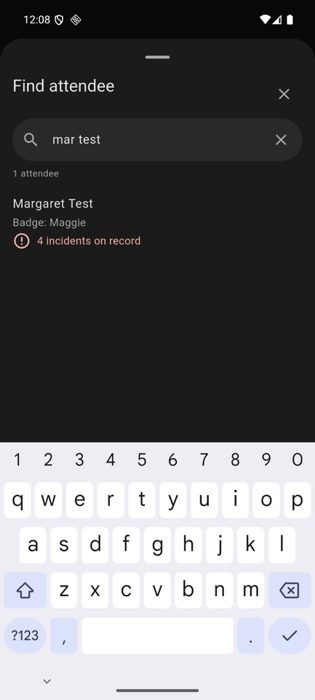 12:08
Find attendee
mar test
1 attendee
Margaret Test
Badge: Maggie
4 incidents on record
1 2 3 4 5 6 7 8 9 0
q w e r t y u i o p
a s d f g h j k l
z x c v b n m
?123 , .